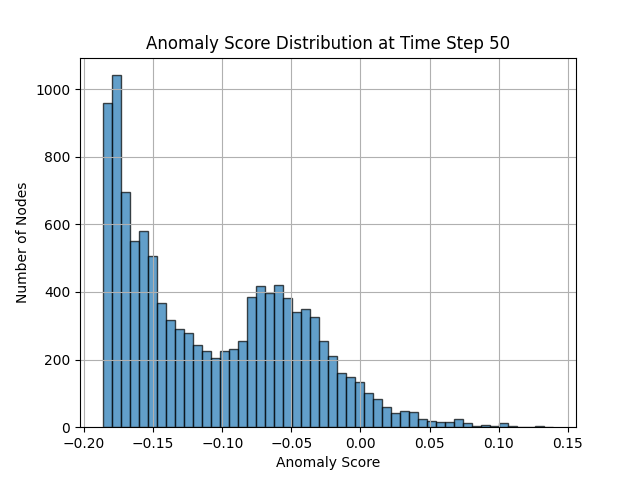 Anomaly Score Distribution at Time Step 50
Number of Nodes
1000
800
600
400
200
0
−0.20 −0.15 −0.10 −0.05 0.00 0.05 0.10 0.15
Anomaly Score